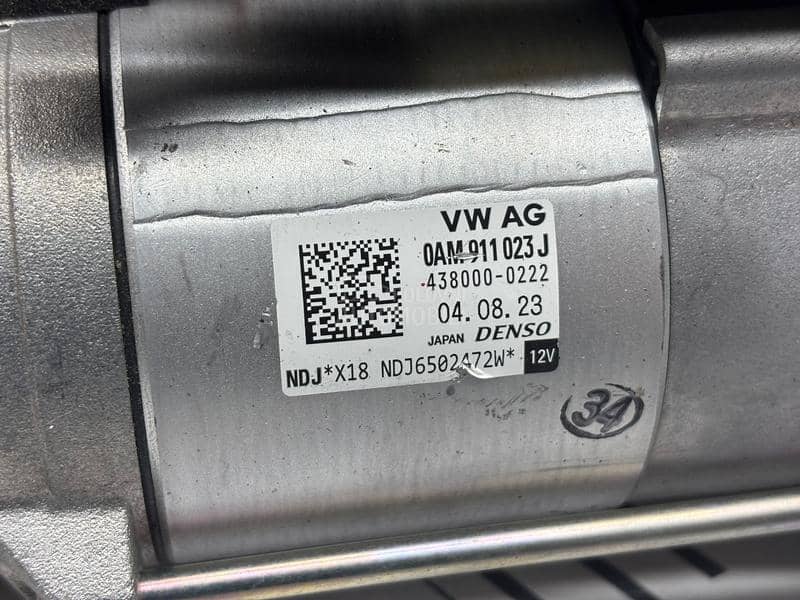 VW AG
0AM 911 023 J
438000-0222
04.08.23
JAPAN DENSO
NDJ*X18 NDJ6502472W* 12V
34